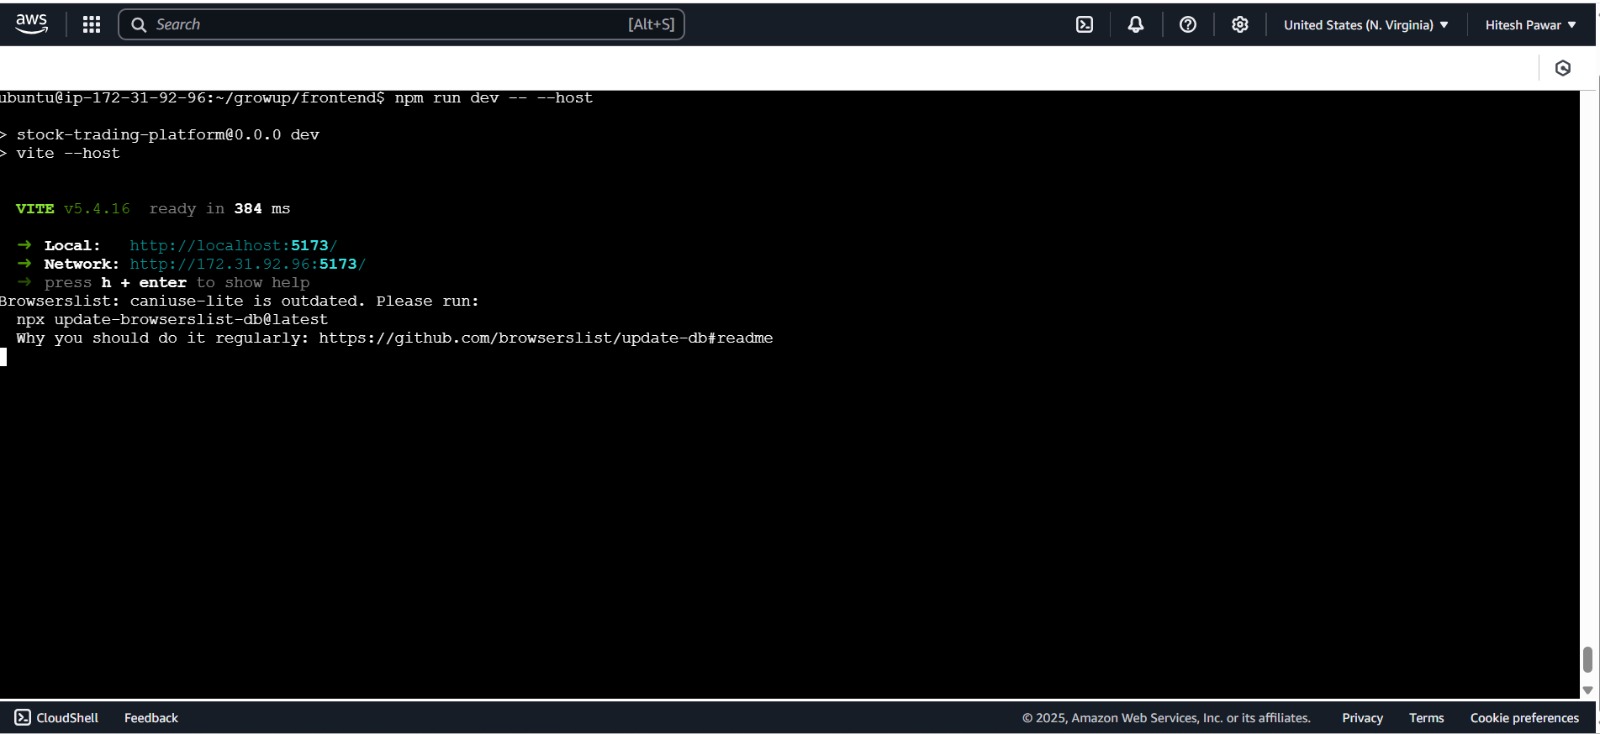 aws Search [Alt+S] United States (N. Virginia) Hitesh Pawar
ubuntu@ip-172-31-92-96:~/growup/frontend$ npm run dev -- --host
> stock-trading-platform@0.0.0 dev
> vite --host
VITE v5.4.16 ready in 384 ms
➜ Local: http://localhost:5173/
➜ Network: http://172.31.92.96:5173/
➜ press h + enter to show help
Browserslist: caniuse-lite is outdated. Please run:
npx update-browserslist-db@latest
Why you should do it regularly: https://github.com/browserslist/update-db#readme
CloudShell Feedback © 2025, Amazon Web Services, Inc. or its affiliates. Privacy Terms Cookie preferences